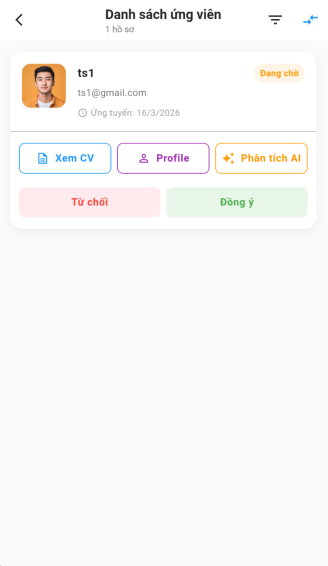 Danh sách ứng viên
1 hồ sơ
ts1
Đang chờ
ts1@gmail.com
Ứng tuyển: 16/3/2026
Xem CV
Profile
Phân tích AI
Từ chối
Đồng ý